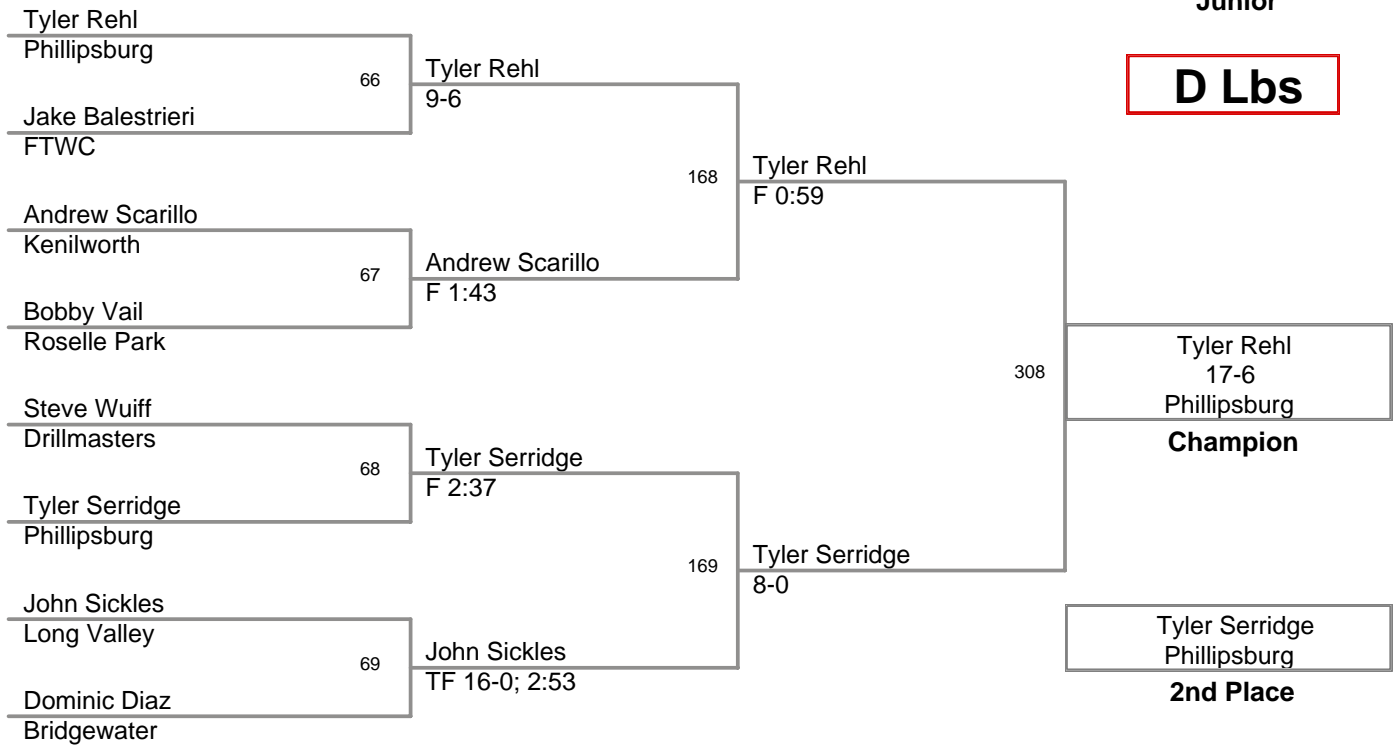 Junior
D Lbs
Tyler Rehl
Phillipsburg
66
Jake Balestrieri
FTWC
Andrew Scarillo
Kenilworth
67
Bobby Vail
Roselle Park
Steve Wuiff
Drillmasters
68
Tyler Serridge
Phillipsburg
John Sickles
Long Valley
69
Dominic Diaz
Bridgewater
Tyler Rehl
9-6
168
Andrew Scarillo
F 1:43
Tyler Serridge
F 2:37
169
John Sickles
TF 16-0; 2:53
Tyler Rehl
F 0:59
308
Tyler Serridge
8-0
Tyler Rehl
17-6
Phillipsburg
Champion
Tyler Serridge
Phillipsburg
2nd Place